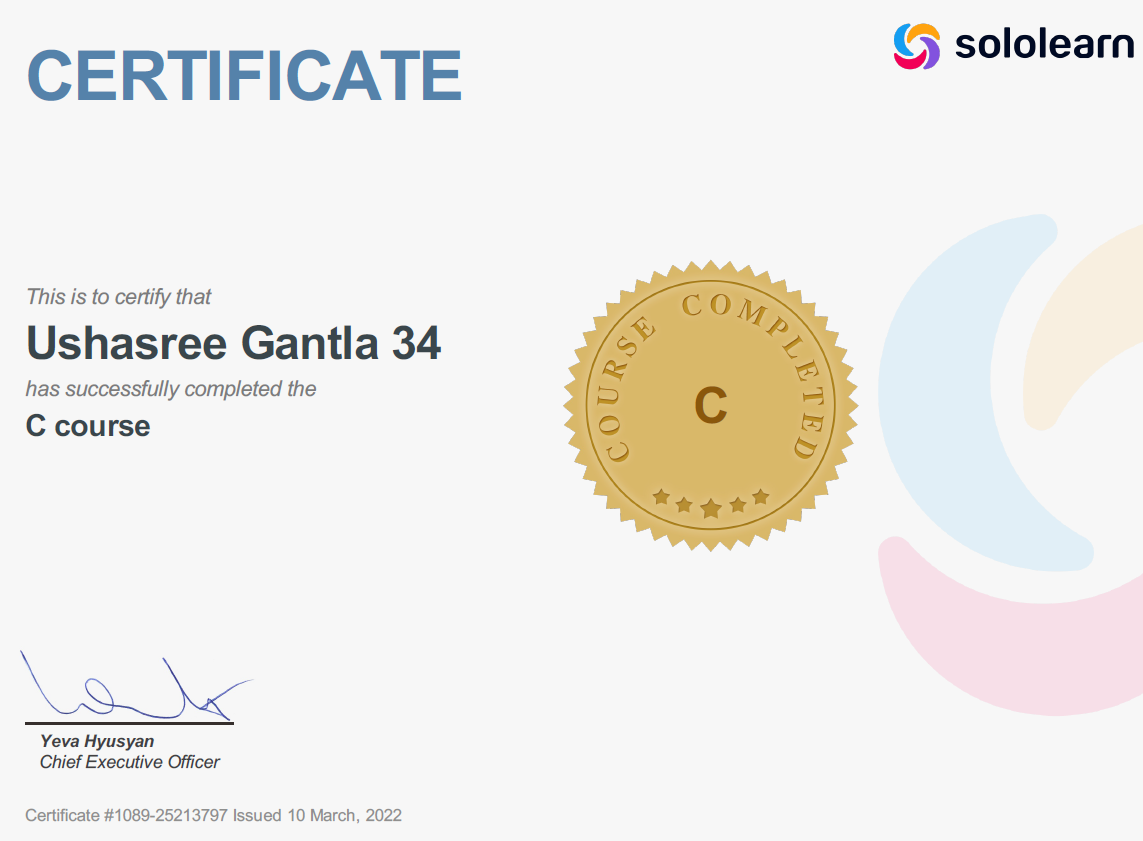 CERTIFICATE
sololearn
This is to certify that
Ushasree Gantla 34
has successfully completed the
C course
COURSE COMPLETED
C
Yeva Hyusyan
Chief Executive Officer
Certificate #1089-25213797 Issued 10 March, 2022